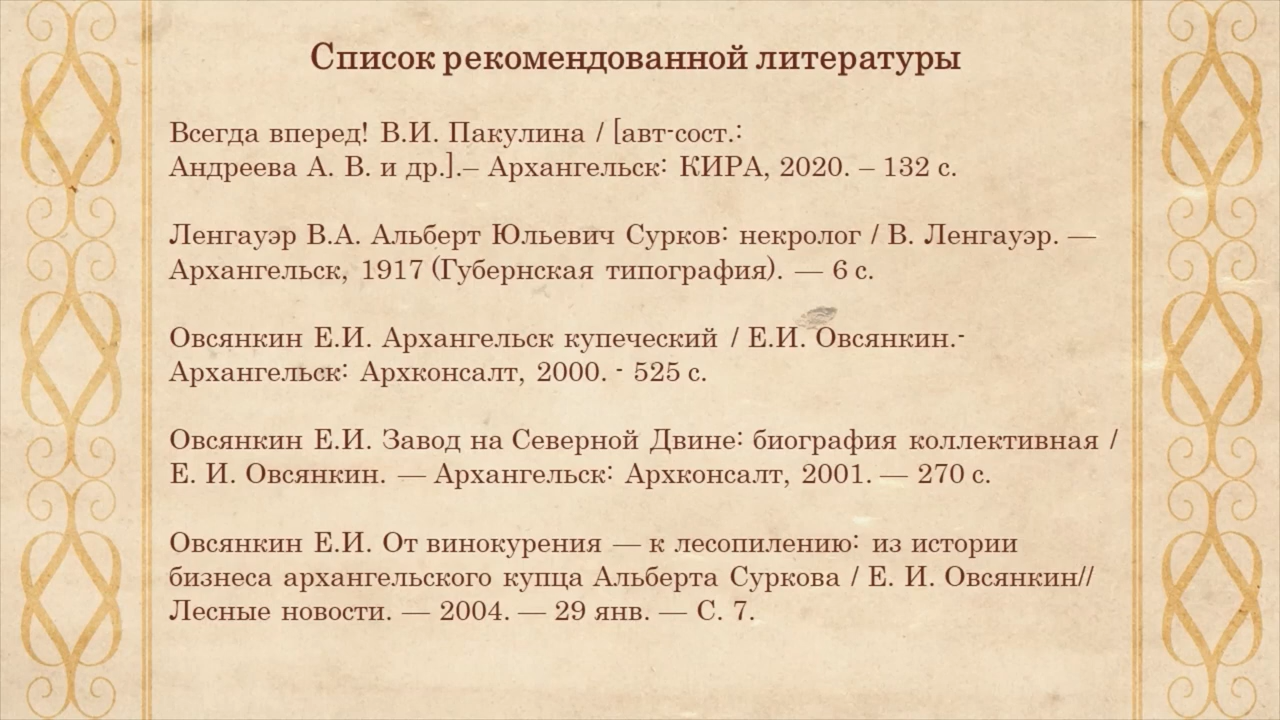 Список рекомендованной литературы
Всегда вперед! В.И. Пакулина / [авт-сост.:
Андреева А. В. и др.].– Архангельск: КИРА, 2020. – 132 с.
Ленгауэр В.А. Альберт Юльевич Сурков: некролог / В. Ленгауэр. —
Архангельск, 1917 (Губернская типография). — 6 с.
Овсянкин Е.И. Архангельск купеческий / Е.И. Овсянкин.-
Архангельск: Архконсалт, 2000. - 525 с.
Овсянкин Е.И. Завод на Северной Двине: биография коллективная /
Е. И. Овсянкин. — Архангельск: Архконсалт, 2001. — 270 с.
Овсянкин Е.И. От винокурения — к лесопилению: из истории
бизнеса архангельского купца Альберта Суркова / Е. И. Овсянкин//
Лесные новости. — 2004. — 29 янв. — С. 7.